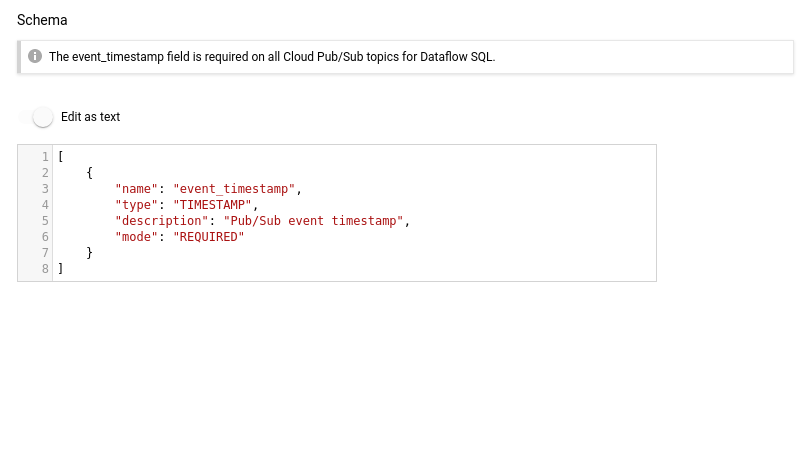 Schema
The event_timestamp field is required on all Cloud Pub/Sub topics for Dataflow SQL.
Edit as text
1 [
2     {
3         "name": "event_timestamp",
4         "type": "TIMESTAMP",
5         "description": "Pub/Sub event timestamp",
6         "mode": "REQUIRED"
7     }
8 ]